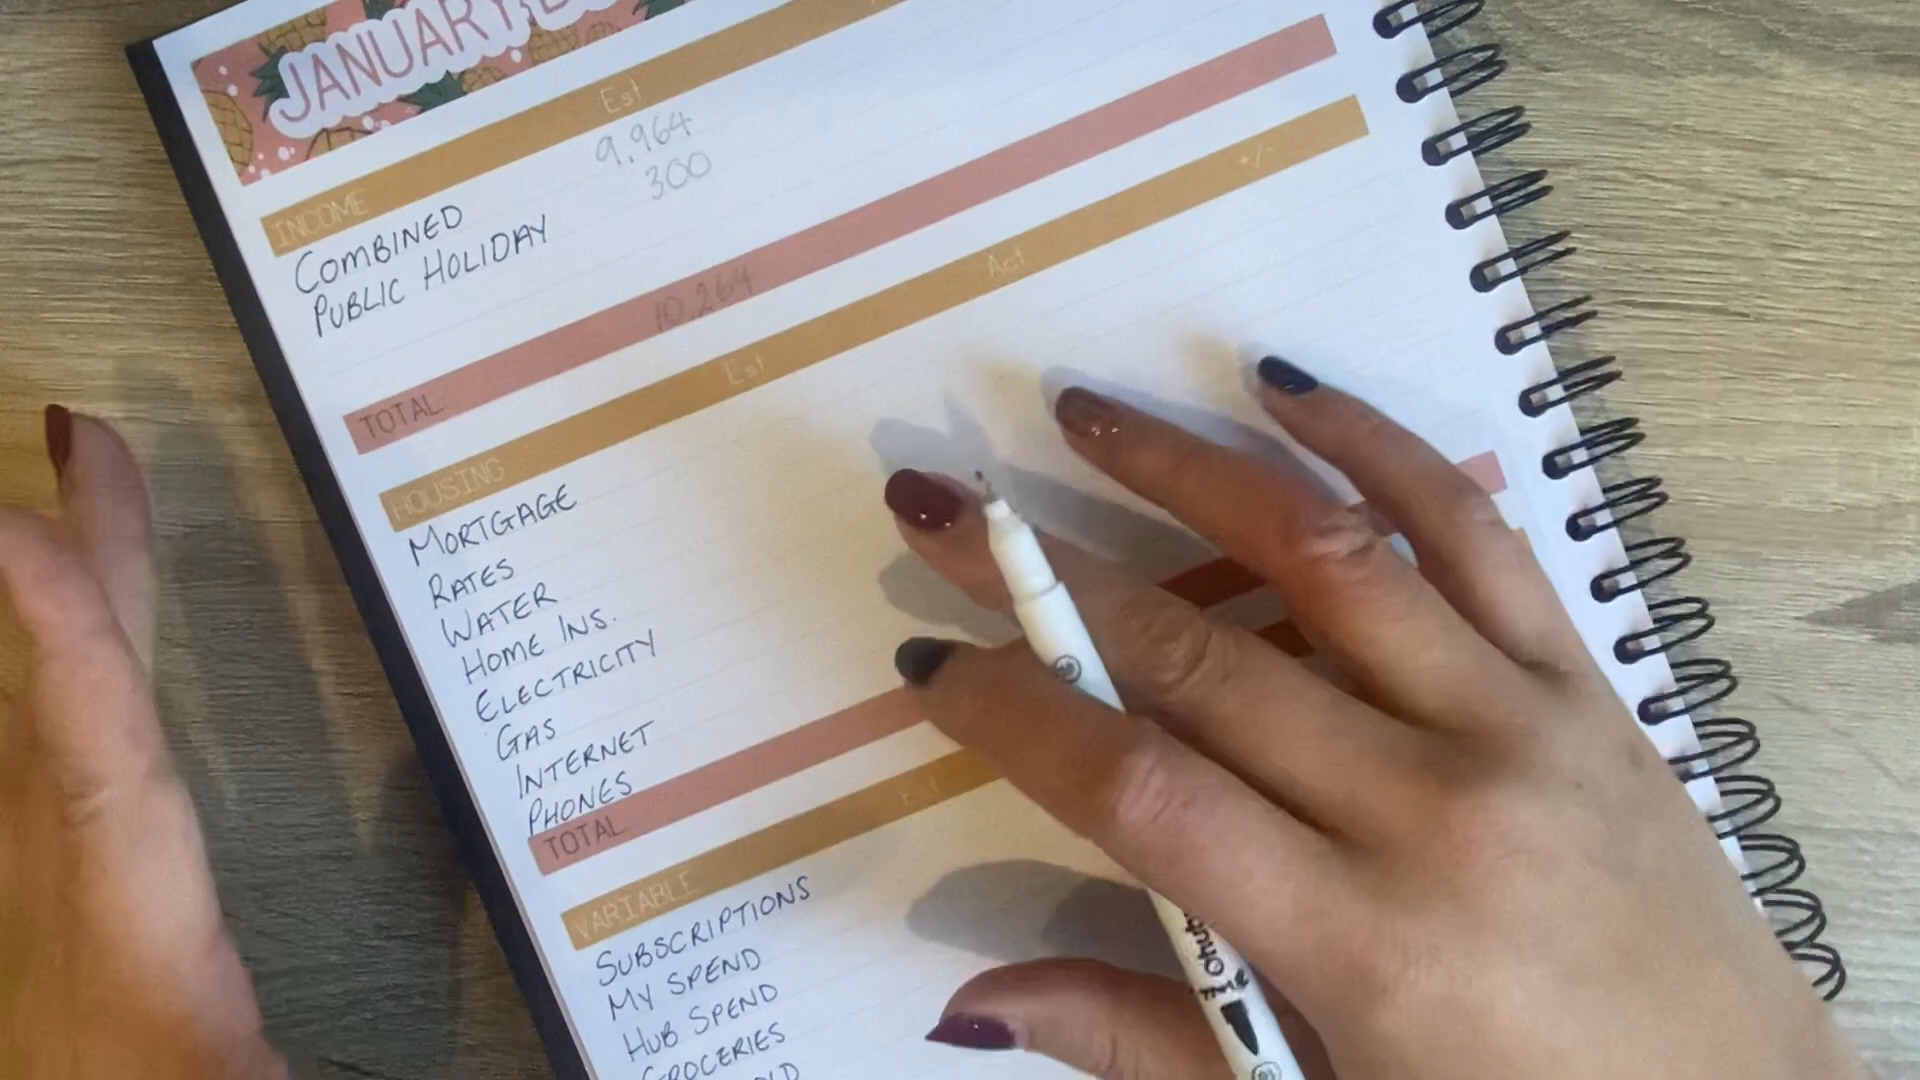 JANUARY
INCOME Est
COMBINED 9,964
PUBLIC HOLIDAY 300
TOTAL 10,264
HOUSING Est Act +/-
MORTGAGE
RATES
WATER
HOME INS.
ELECTRICITY
GAS
INTERNET
PHONES
TOTAL
VARIABLE Est
SUBSCRIPTIONS
MY SPEND
HUB SPEND
GROCERIES